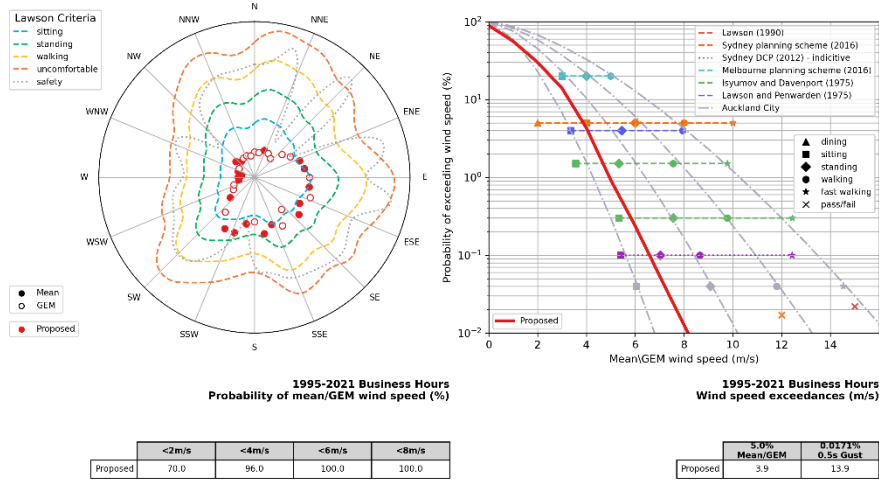 Lawson Criteria
sitting
standing
walking
uncomfortable
safety
N
NNE
NE
ENE
E
ESE
SE
SSE
S
SSW
SW
WSW
W
WNW
NW
NNW
Mean
GEM
Proposed
1995-2021 Business Hours
Probability of mean/GEM wind speed (%)
<2m/s <4m/s <6m/s <8m/s
Proposed 70.0 96.0 100.0 100.0
Probability of exceeding wind speed (%)
10²
10¹
10⁰
10⁻¹
10⁻²
0 2 4 6 8 10 12 14
Mean\GEM wind speed (m/s)
Lawson (1990)
Sydney planning scheme (2016)
Sydney DCP (2012) - indicitive
Melbourne planning scheme (2016)
Isyumov and Davenport (1975)
Lawson and Penwarden (1975)
Auckland City
dining
sitting
standing
walking
fast walking
pass/fail
Proposed
1995-2021 Business Hours
Wind speed exceedances (m/s)
5.0% 0.0171%
Mean/GEM 0.5s Gust
Proposed 3.9 13.9